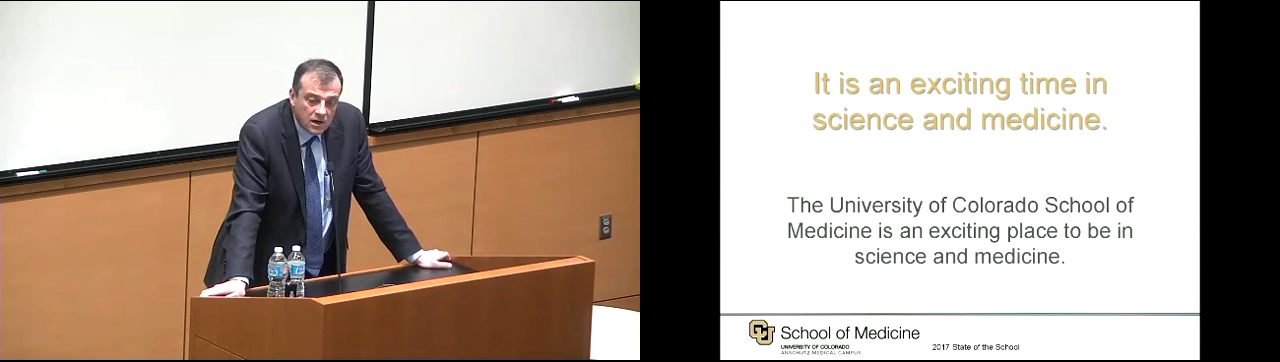 It is an exciting time in
science and medicine.
The University of Colorado School of
Medicine is an exciting place to be in
science and medicine.
CU School of Medicine
UNIVERSITY OF COLORADO
ANSCHUTZ MEDICAL CAMPUS
2017 State of the School